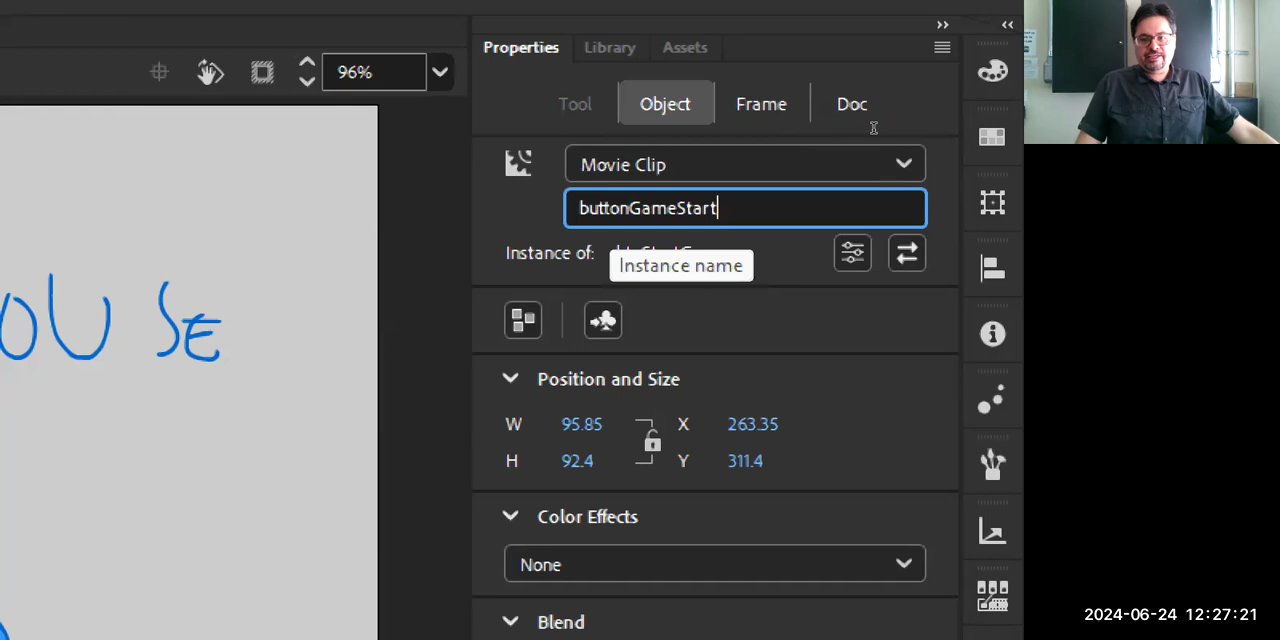 Properties Library Assets
96%
Tool Object Frame Doc
Movie Clip
buttonGameStart
Instance of:
Instance name
OU SE
Position and Size
W 95.85 X 263.35
H 92.4 Y 311.4
Color Effects
None
Blend
2024-06-24 12:27:21